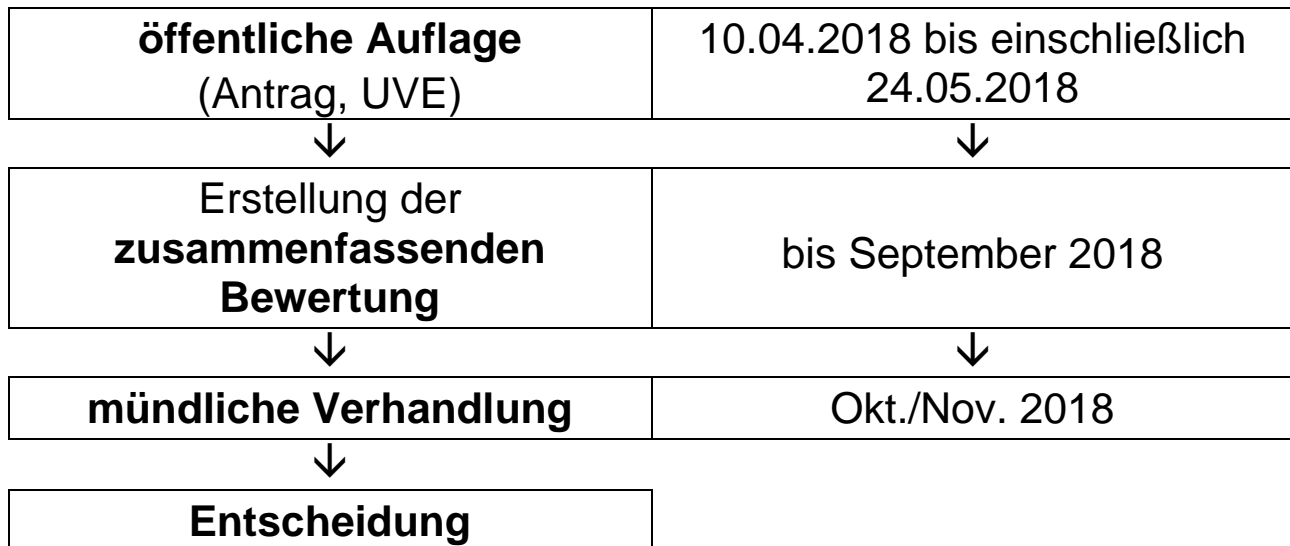 öffentliche Auflage
(Antrag, UVE)
10.04.2018 bis einschließlich
24.05.2018
↓
↓
Erstellung der
zusammenfassenden
Bewertung
bis September 2018
↓
↓
mündliche Verhandlung
Okt./Nov. 2018
↓
Entscheidung